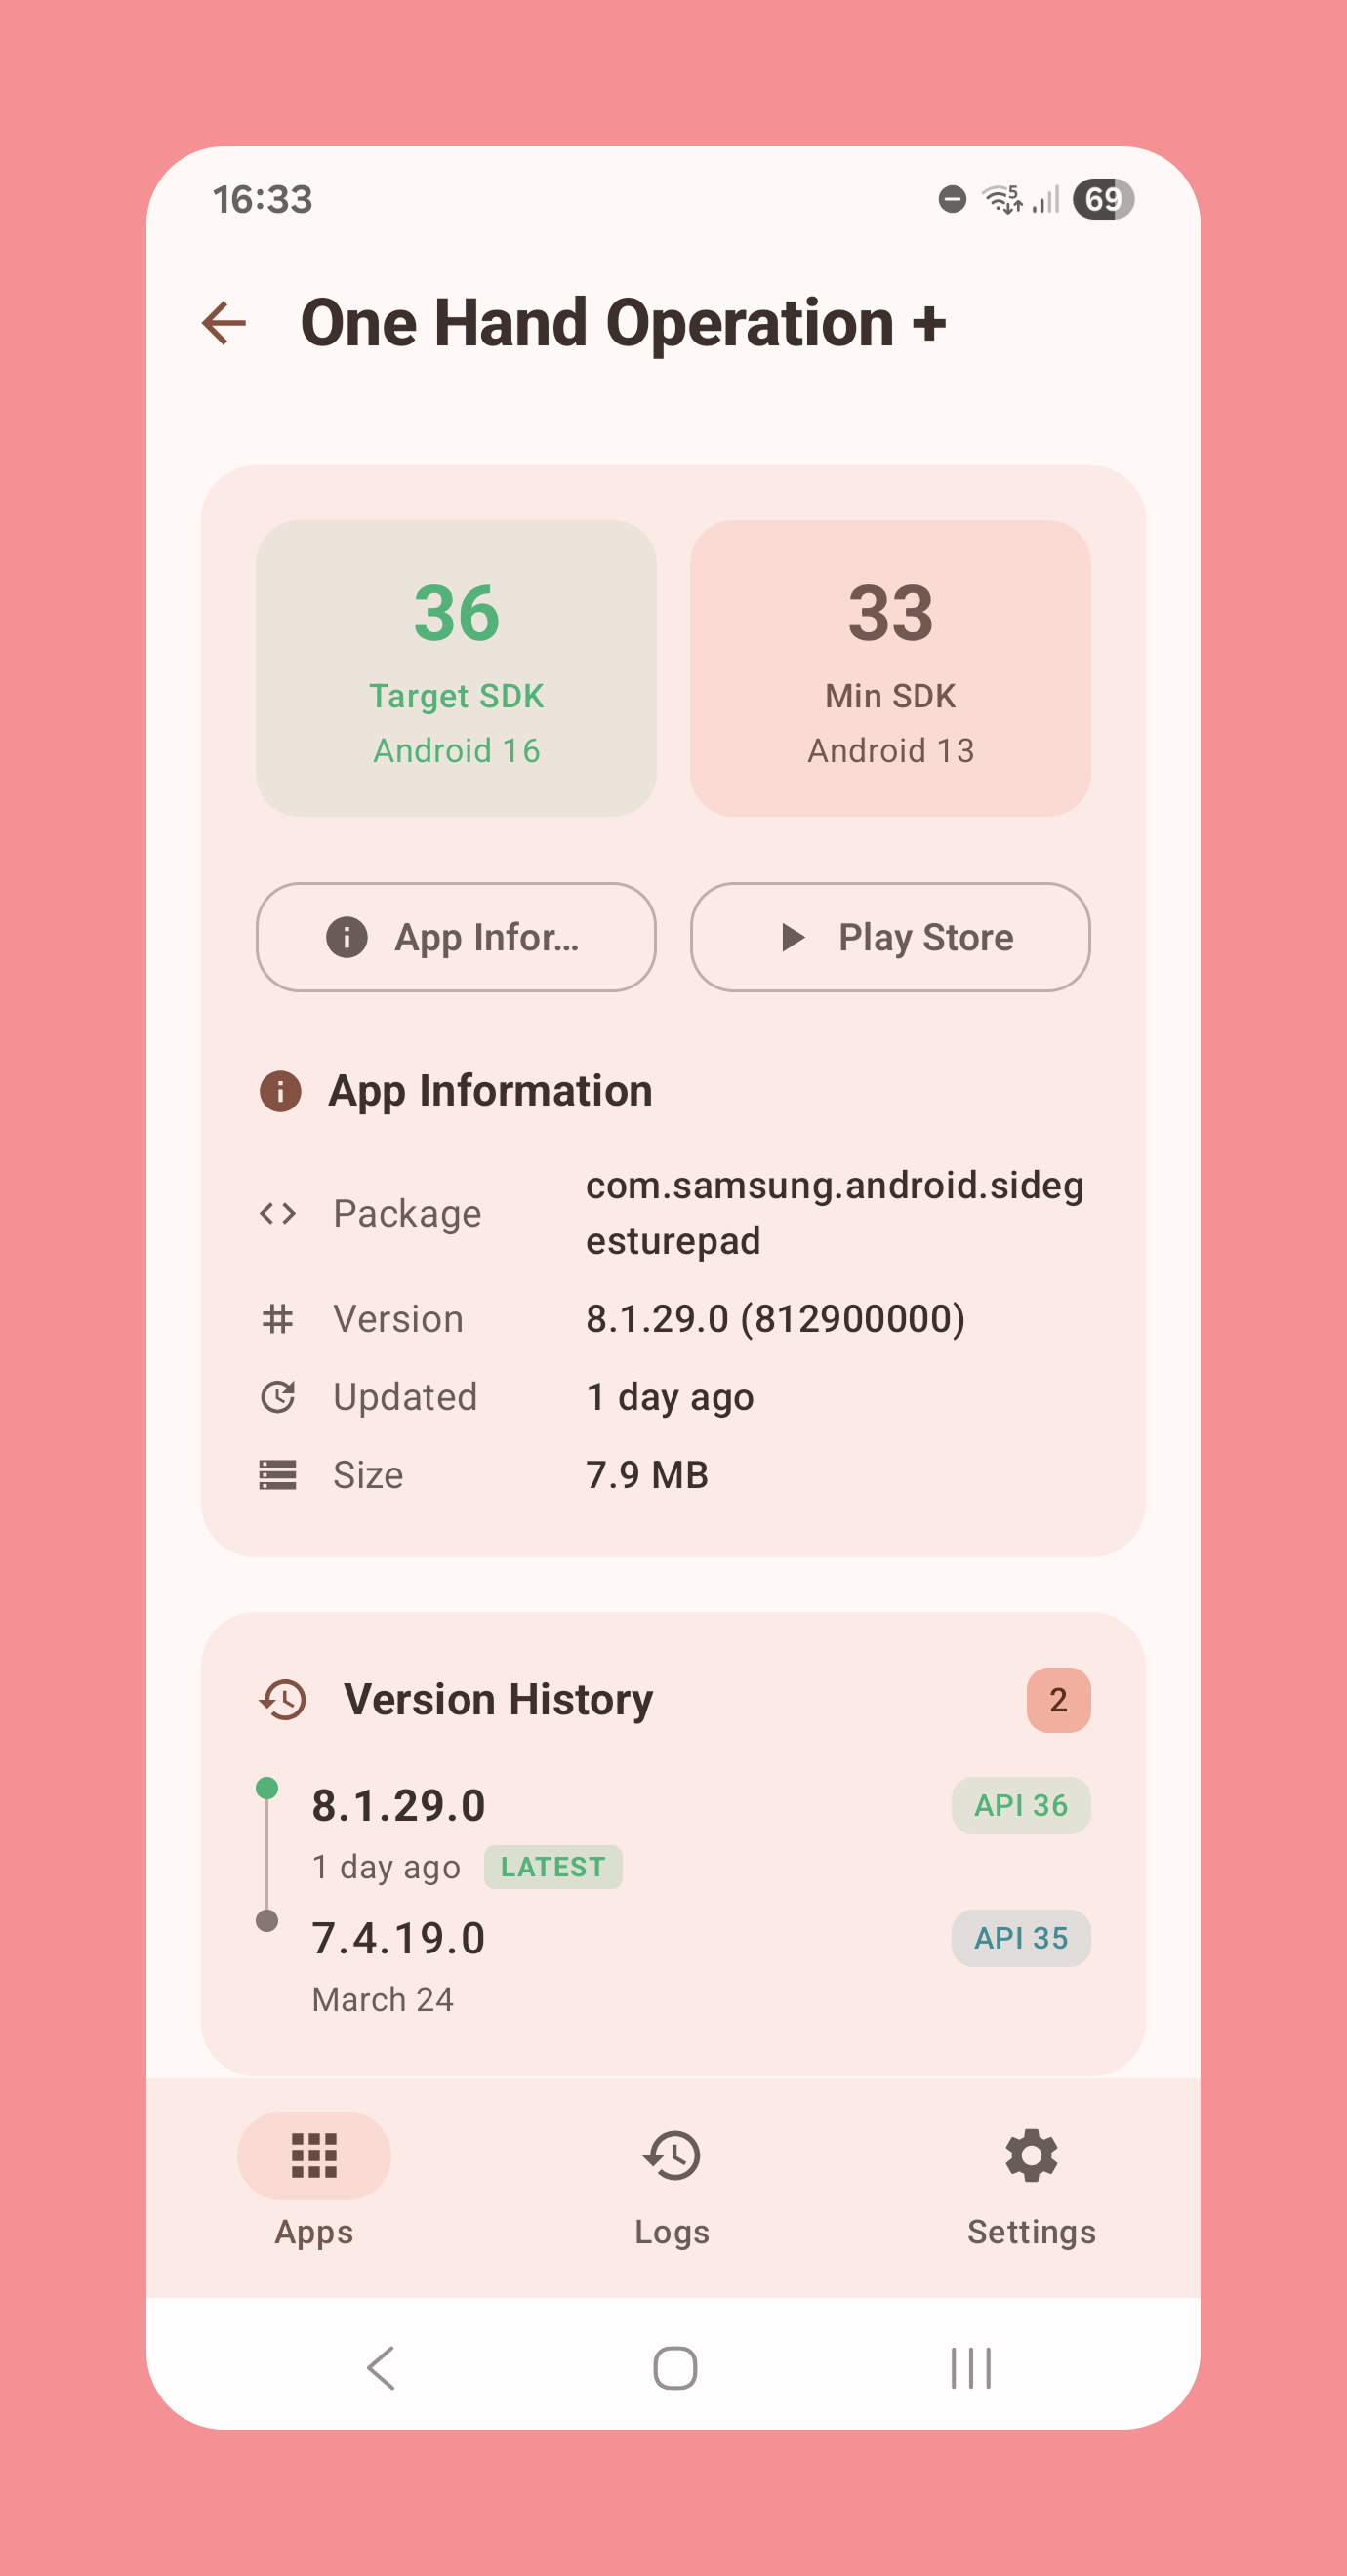 16:33
5
69
One Hand Operation +
36
Target SDK
Android 16
33
Min SDK
Android 13
App Infor...
Play Store
App Information
Package
com.samsung.android.sideg
esturepad
Version
8.1.29.0 (812900000)
Updated
1 day ago
Size
7.9 MB
Version History
2
8.1.29.0
API 36
1 day ago
LATEST
7.4.19.0
API 35
March 24
Apps
Logs
Settings